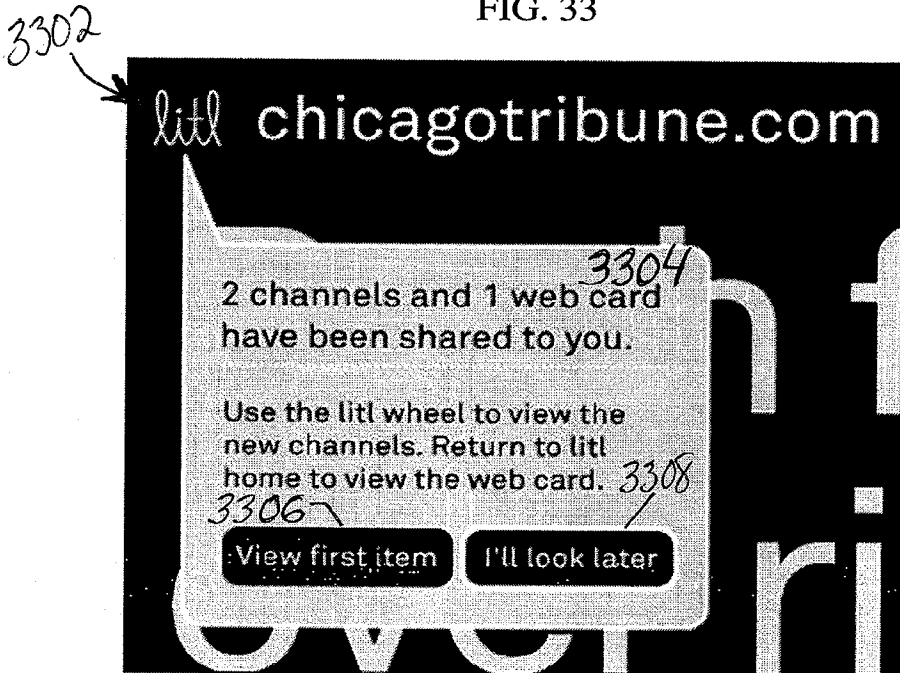 FIG. 33
3302
litl chicagotribune.com
3304
2 channels and 1 web card
have been shared to you.
Use the litl wheel to view the
new channels. Return to litl
home to view the web card.
3308
3306
View first item
I'll look later
over ri